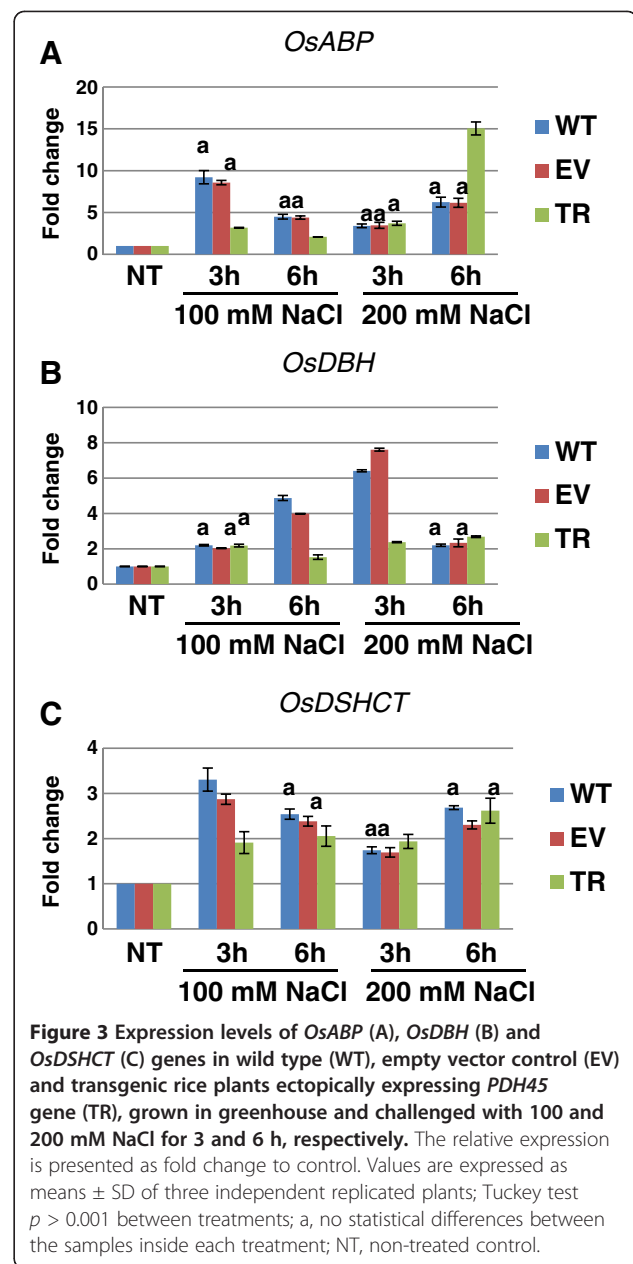 A
OsABP
20
15
10
5
0
Fold change
a a aa aa a a a
WT
EV
TR
NT 3h 6h 3h 6h
100 mM NaCl 200 mM NaCl
B
OsDBH
10
8
6
4
2
0
Fold change
a a a a a
WT
EV
TR
NT 3h 6h 3h 6h
100 mM NaCl 200 mM NaCl
C
OsDSHCT
4
3
2
1
0
Fold change
a a aa a a
WT
EV
TR
NT 3h 6h 3h 6h
100 mM NaCl 200 mM NaCl
Figure 3 Expression levels of OsABP (A), OsDBH (B) and
OsDSHCT (C) genes in wild type (WT), empty vector control (EV)
and transgenic rice plants ectopically expressing PDH45
gene (TR), grown in greenhouse and challenged with 100 and
200 mM NaCl for 3 and 6 h, respectively. The relative expression
is presented as fold change to control. Values are expressed as
means ± SD of three independent replicated plants; Tuckey test
p > 0.001 between treatments; a, no statistical differences between
the samples inside each treatment; NT, non-treated control.